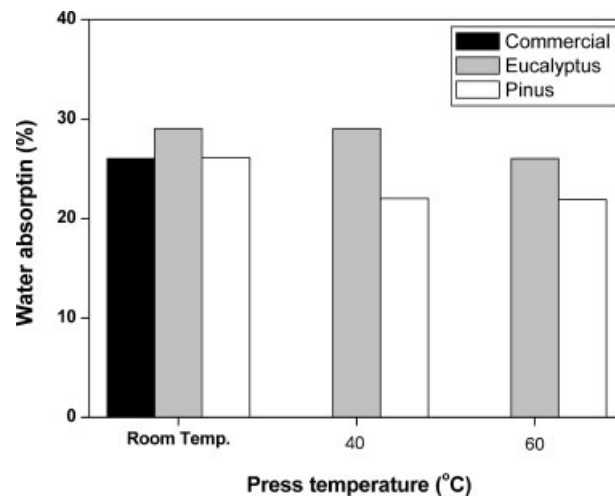 40
30
20
10
0
Water absorptin (%)
Commercial
Eucalyptus
Pinus
Room Temp.
40
60
Press temperature (°C)